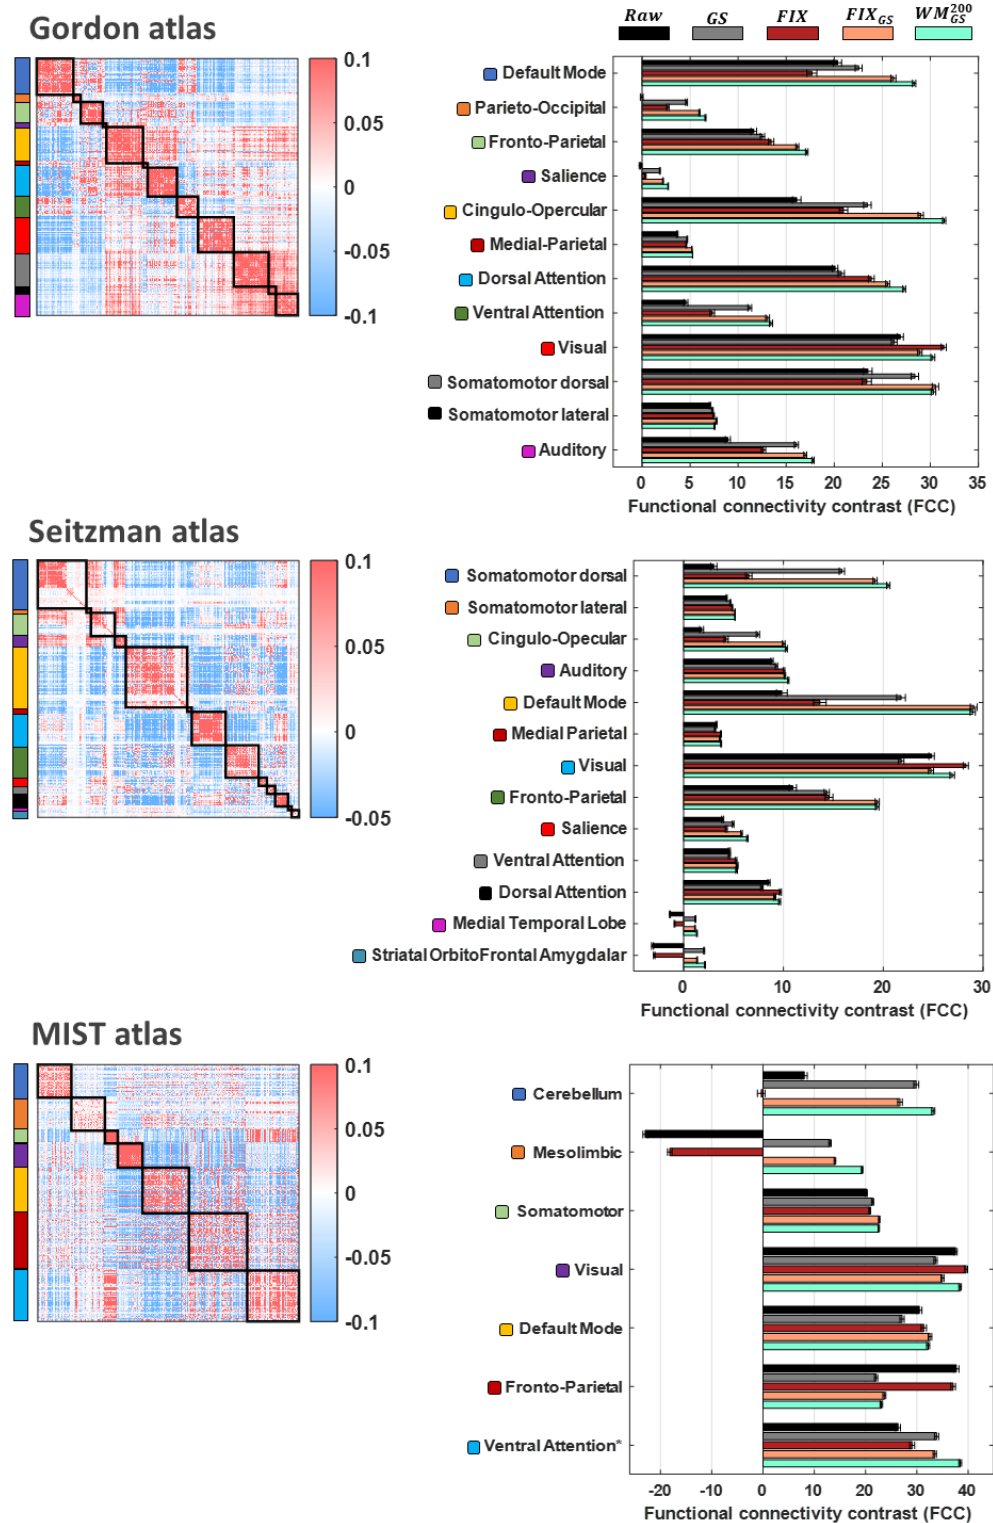 Gordon atlas
Raw GS FIX FIX_GS WM^200_GS
0.1
0.05
0
-0.05
-0.1
Default Mode
Parieto-Occipital
Fronto-Parietal
Salience
Cingulo-Opercular
Medial-Parietal
Dorsal Attention
Ventral Attention
Visual
Somatomotor dorsal
Somatomotor lateral
Auditory
0 5 10 15 20 25 30 35
Functional connectivity contrast (FCC)
Seitzman atlas
0.1
0.05
0
-0.05
Somatomotor dorsal
Somatomotor lateral
Cingulo-Opecular
Auditory
Default Mode
Medial Parietal
Visual
Fronto-Parietal
Salience
Ventral Attention
Dorsal Attention
Medial Temporal Lobe
Striatal OrbitoFrontal Amygdalar
0 10 20 30
Functional connectivity contrast (FCC)
MIST atlas
0.1
0.05
0
-0.05
-0.1
Cerebellum
Mesolimbic
Somatomotor
Visual
Default Mode
Fronto-Parietal
Ventral Attention*
-20 -10 0 10 20 30 40
Functional connectivity contrast (FCC)